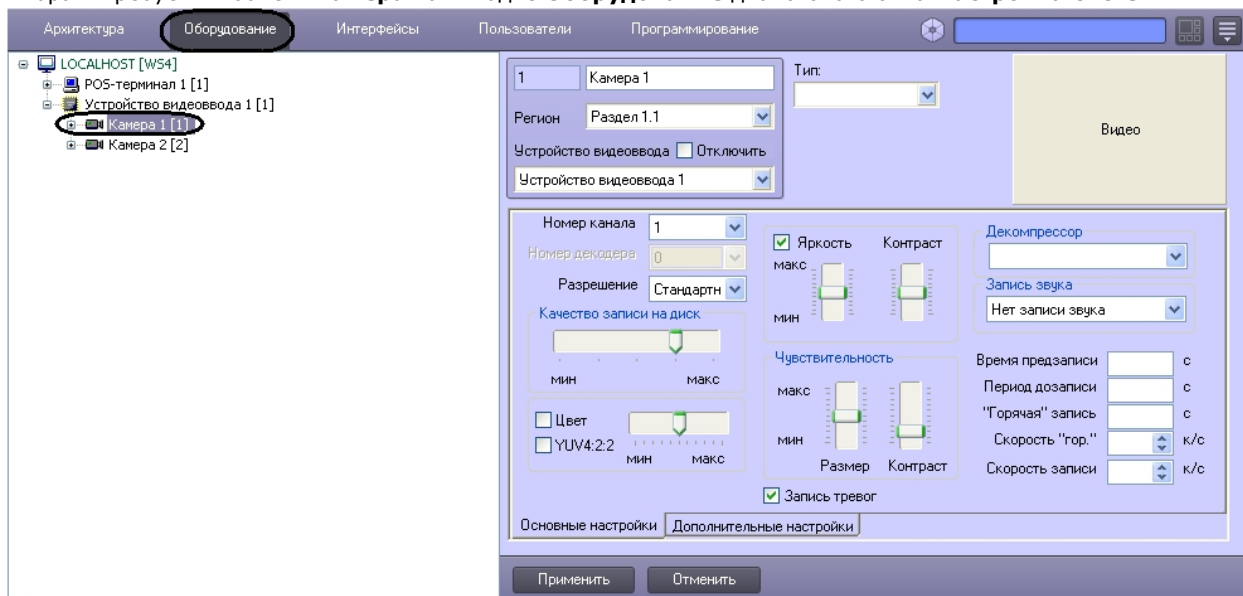 Архитектура Оборудование Интерфейсы Пользователи Программирование
LOCALHOST [WS4]
POS-терминал 1 [1]
Устройство видеоввода 1 [1]
Камера 1 [1]
Камера 2 [2]
1 Камера 1
Тип:
Регион Раздел 1.1
Устройство видеоввода Отключить
Устройство видеоввода 1
Видео
Номер канала 1
Номер декодера 0
Разрешение Стандартн
Качество записи на диск
мин макс
Цвет
YUV4:2:2
мин макс
Яркость Контраст
макс
мин
Чувствительность
макс
мин
Размер Контраст
Запись тревог
Декомпрессор
Запись звука
Нет записи звука
Время предзаписи с
Период дозаписи с
"Горячая" запись с
Скорость "гор." к/с
Скорость записи к/с
Основные настройки Дополнительные настройки
Применить Отменить